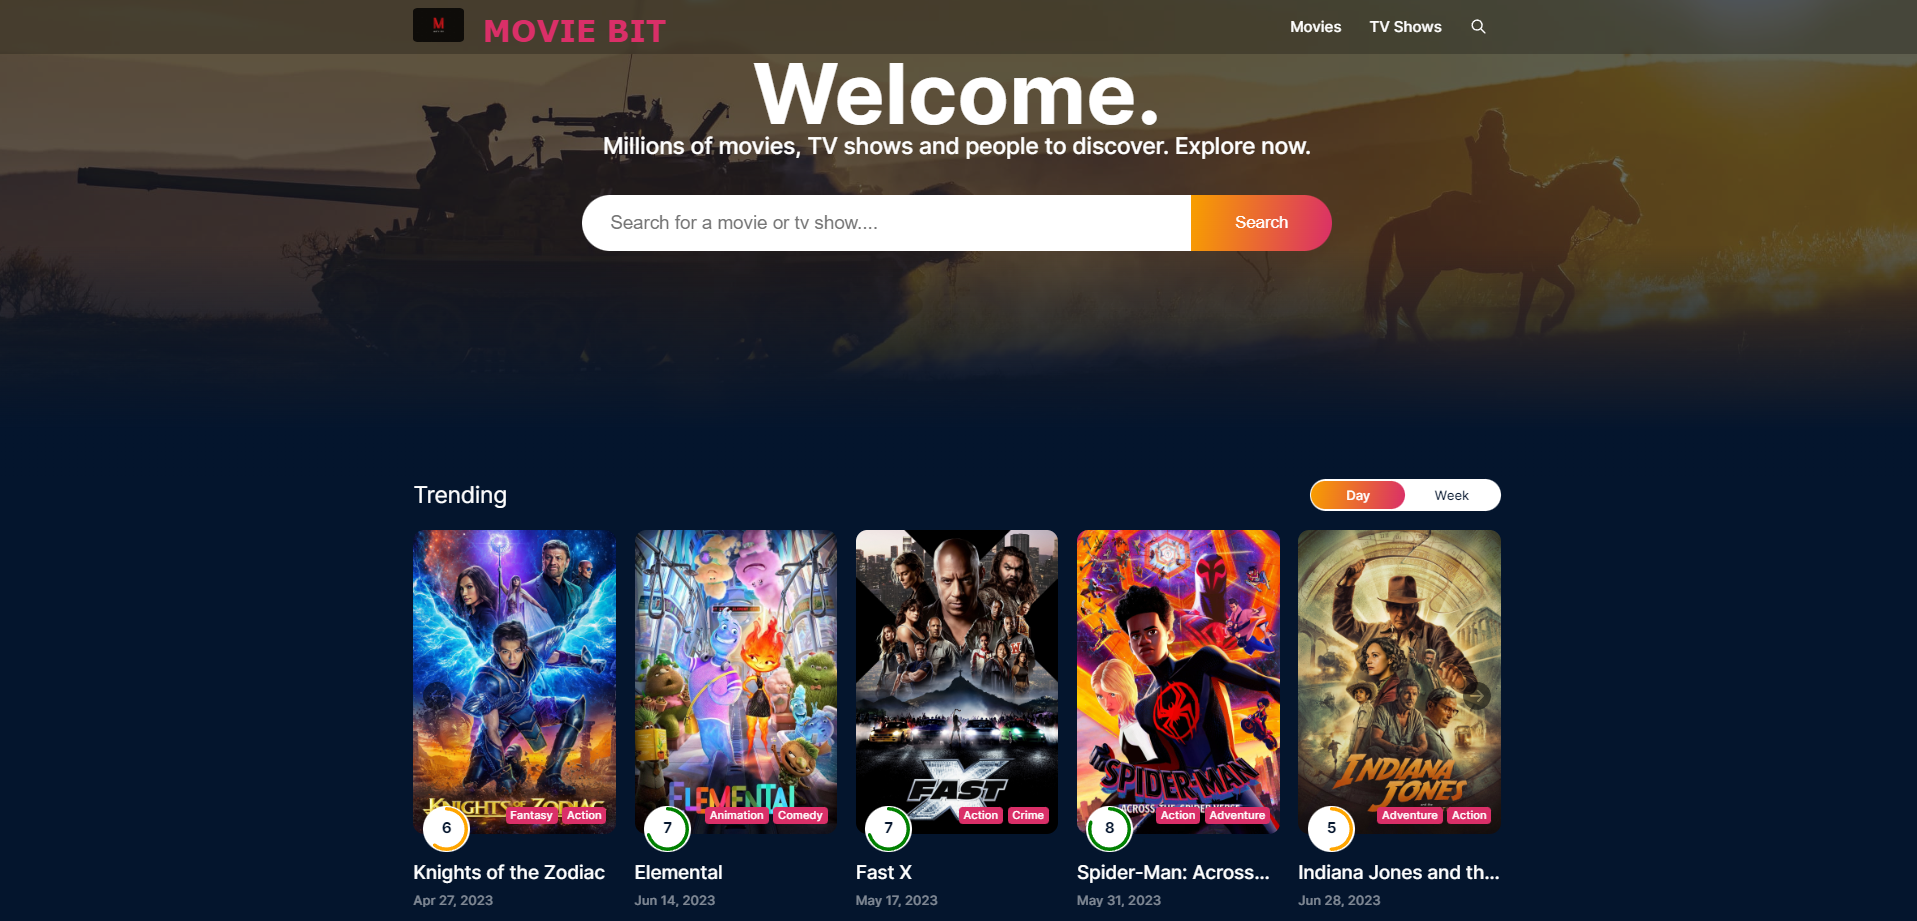 M
MOVIE BIT
Movies
TV Shows
Welcome.
Millions of movies, TV shows and people to discover. Explore now.
Search for a movie or tv show....
Search
Trending
Day
Week
KNIGHTS OF THE ZODIAC
6
Fantasy
Action
Knights of the Zodiac
Apr 27, 2023
ELEMENTAL
7
Animation
Comedy
Elemental
Jun 14, 2023
FAST X
7
Action
Crime
Fast X
May 17, 2023
SPIDER-MAN
ACROSS THE SPIDER-VERSE
8
Action
Adventure
Spider-Man: Across...
May 31, 2023
INDIANA
JONES
5
Adventure
Action
Indiana Jones and th...
Jun 28, 2023